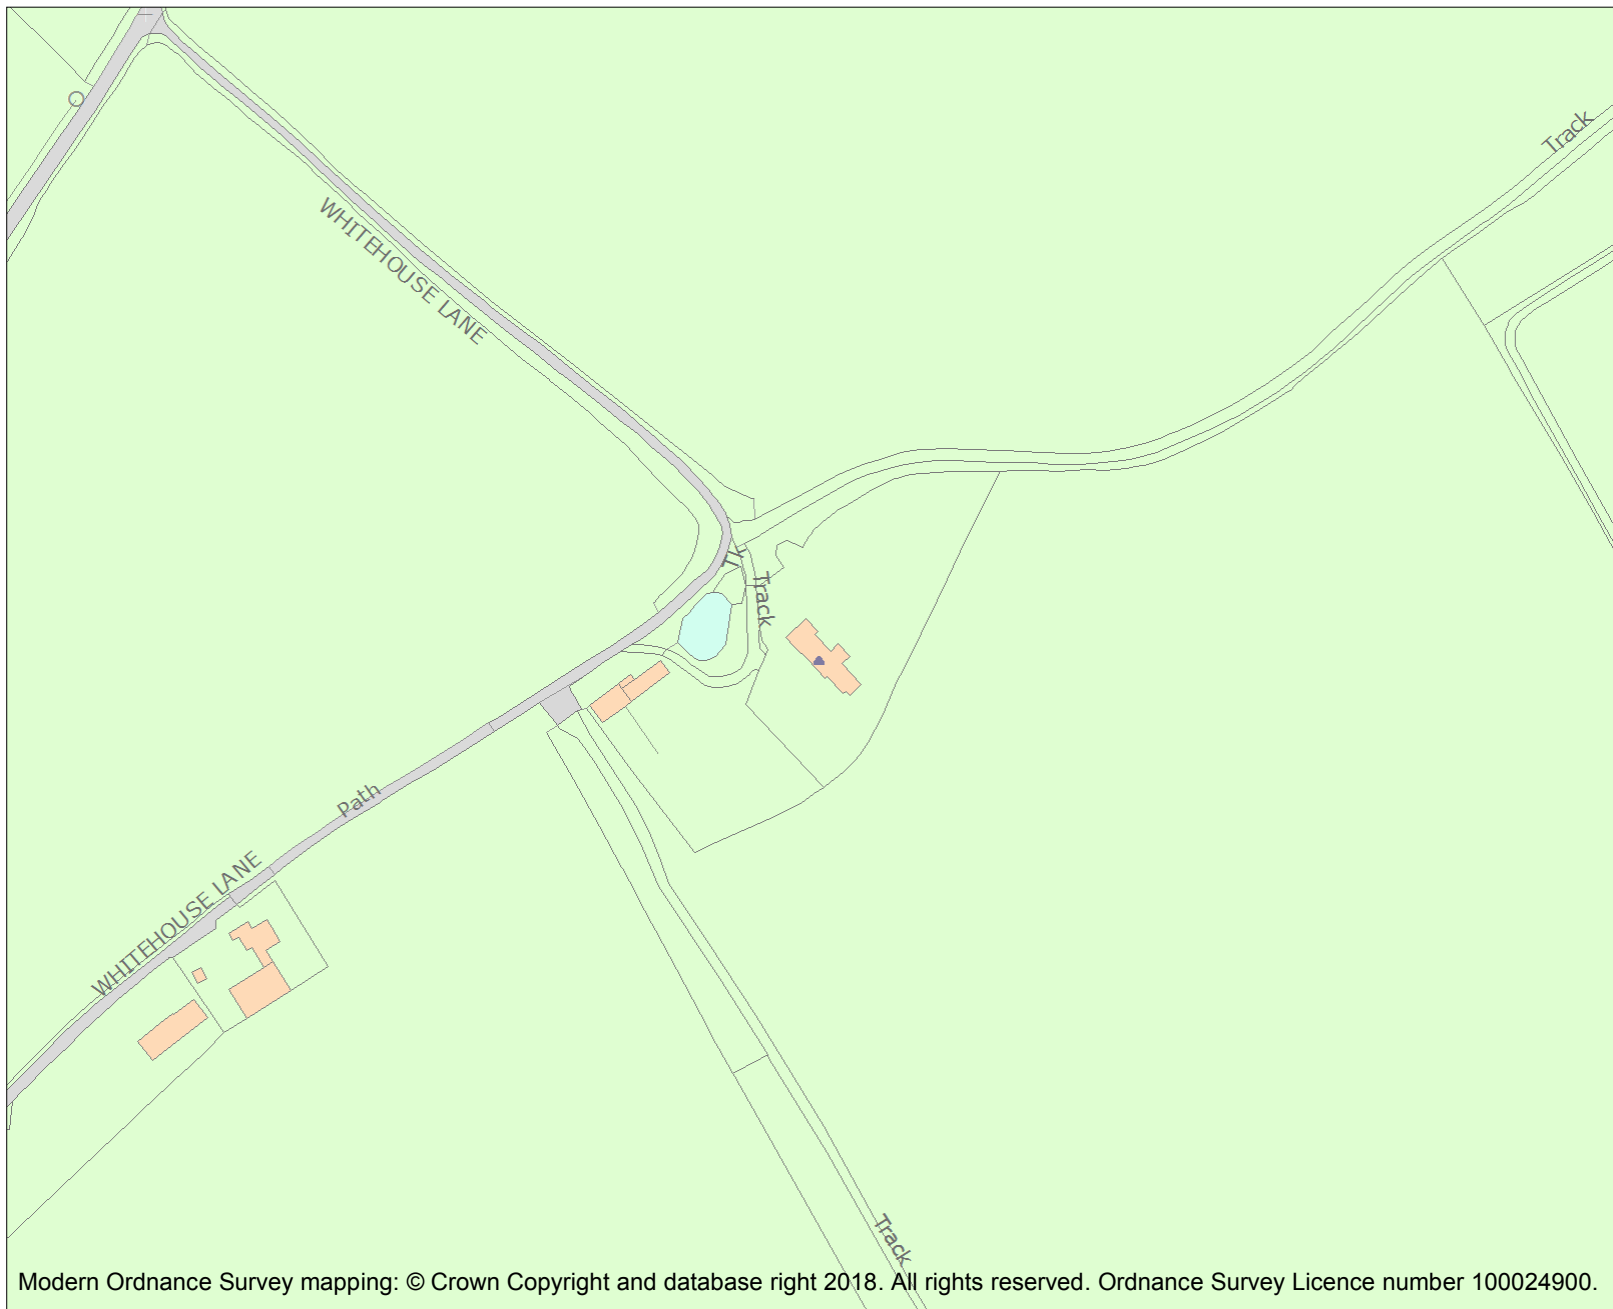 Track
WHITEHOUSE LANE
Ty
Track
Path
WHITEHOUSE LANE
Track
Modern Ordnance Survey mapping: © Crown Copyright and database right 2018. All rights reserved. Ordnance Survey Licence number 100024900.